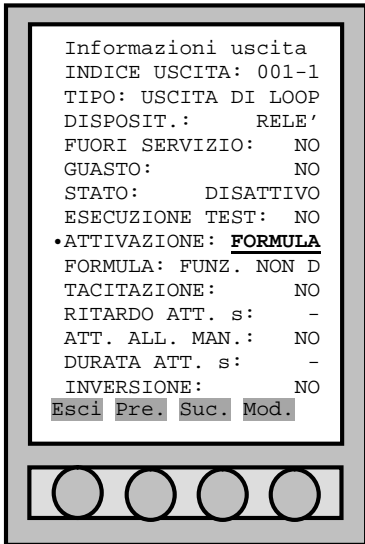 Informazioni uscita
INDICE USCITA: 001-1
TIPO: USCITA DI LOOP
DISPOSIT.: RELE’
FUORI SERVIZIO: NO
GUASTO: NO
STATO: DISATTIVO
ESECUZIONE TEST: NO
•ATTIVAZIONE: FORMULA
FORMULA: FUNZ. NON D
TACITAZIONE: NO
RITARDO ATT. s: -
ATT. ALL. MAN.: NO
DURATA ATT. s: -
INVERSIONE: NO
Esci Pre. Suc. Mod.